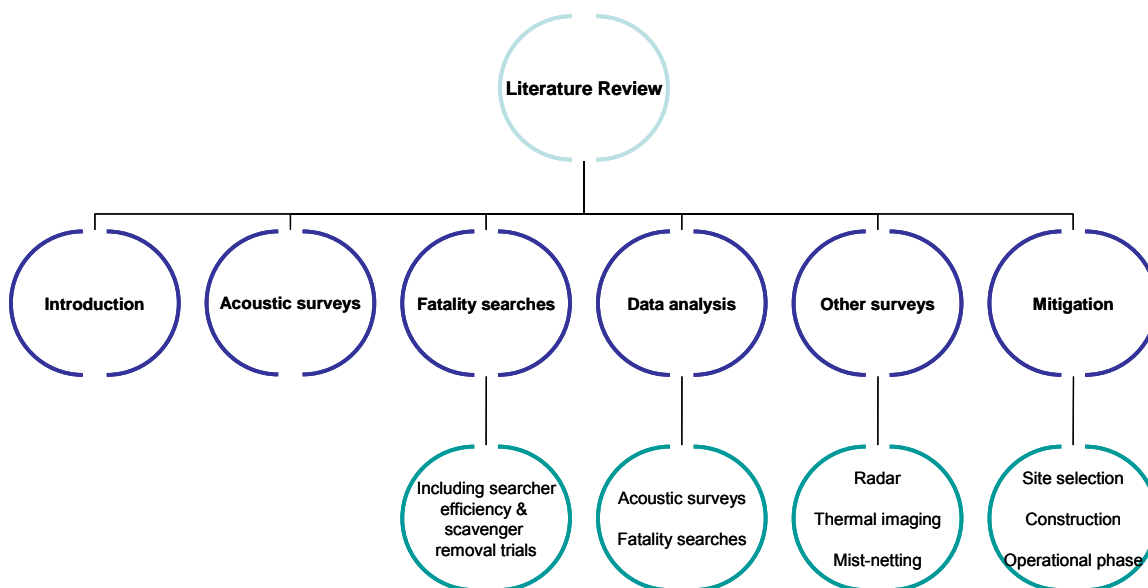 Literature Review
Introduction
Acoustic surveys
Fatality searches
Data analysis
Other surveys
Mitigation
Including searcher
efficiency &
scavenger
removal trials
Acoustic surveys
Fatality searches
Radar
Thermal imaging
Mist-netting
Site selection
Construction
Operational phase